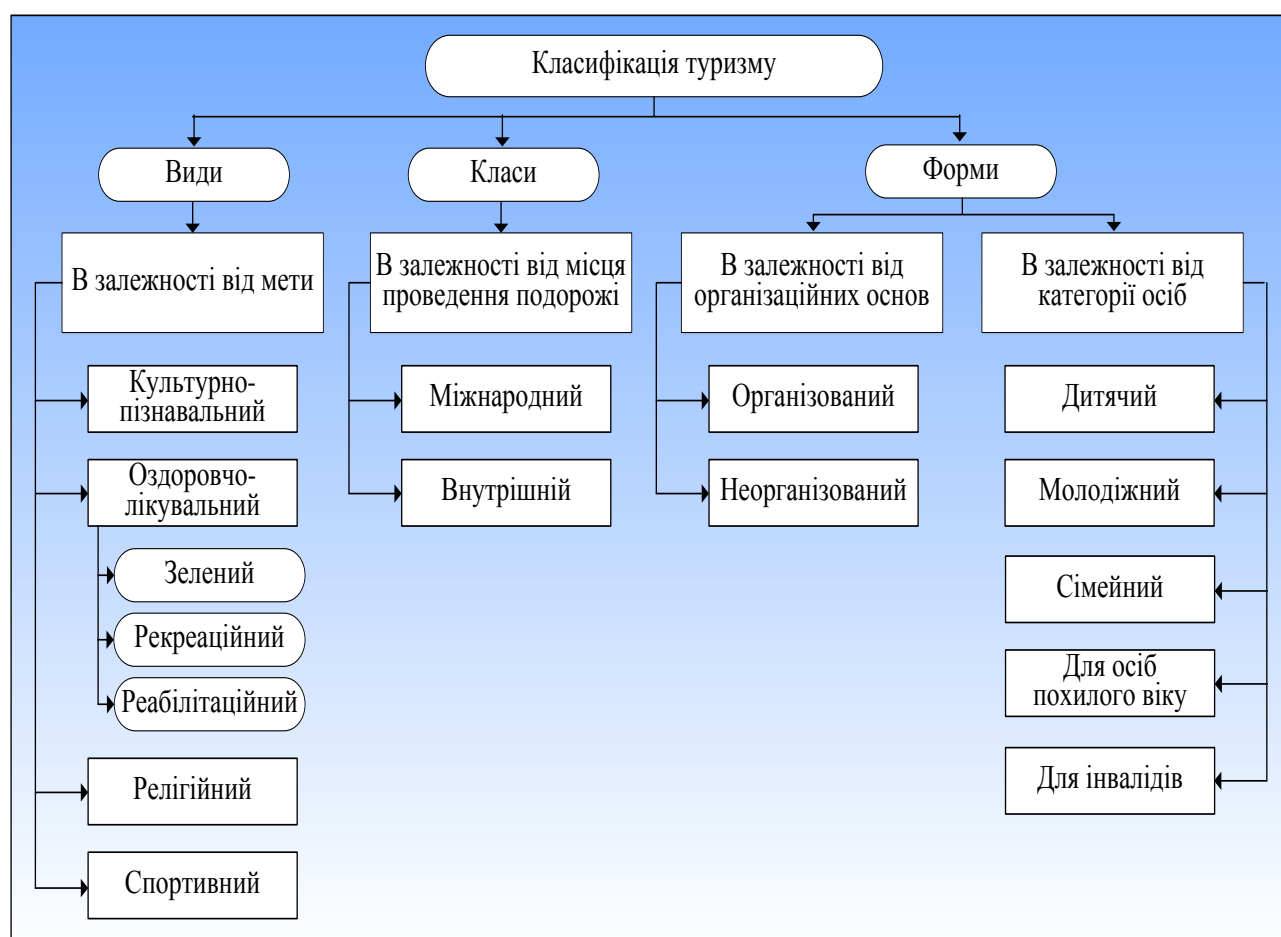 Класифікація туризму
Види
Класи
Форми
В залежності від мети
В залежності від місця
проведення подорожі
В залежності від
організаційних основ
В залежності від
категорії осіб
Культурно-
пізнавальний
Міжнародний
Організований
Дитячий
Оздоровчо-
лікувальний
Внутрішній
Неорганізований
Молодіжний
Зелений
Сімейний
Рекреаційний
Реабілітаційний
Для осіб
похилого віку
Релігійний
Для інвалідів
Спортивний